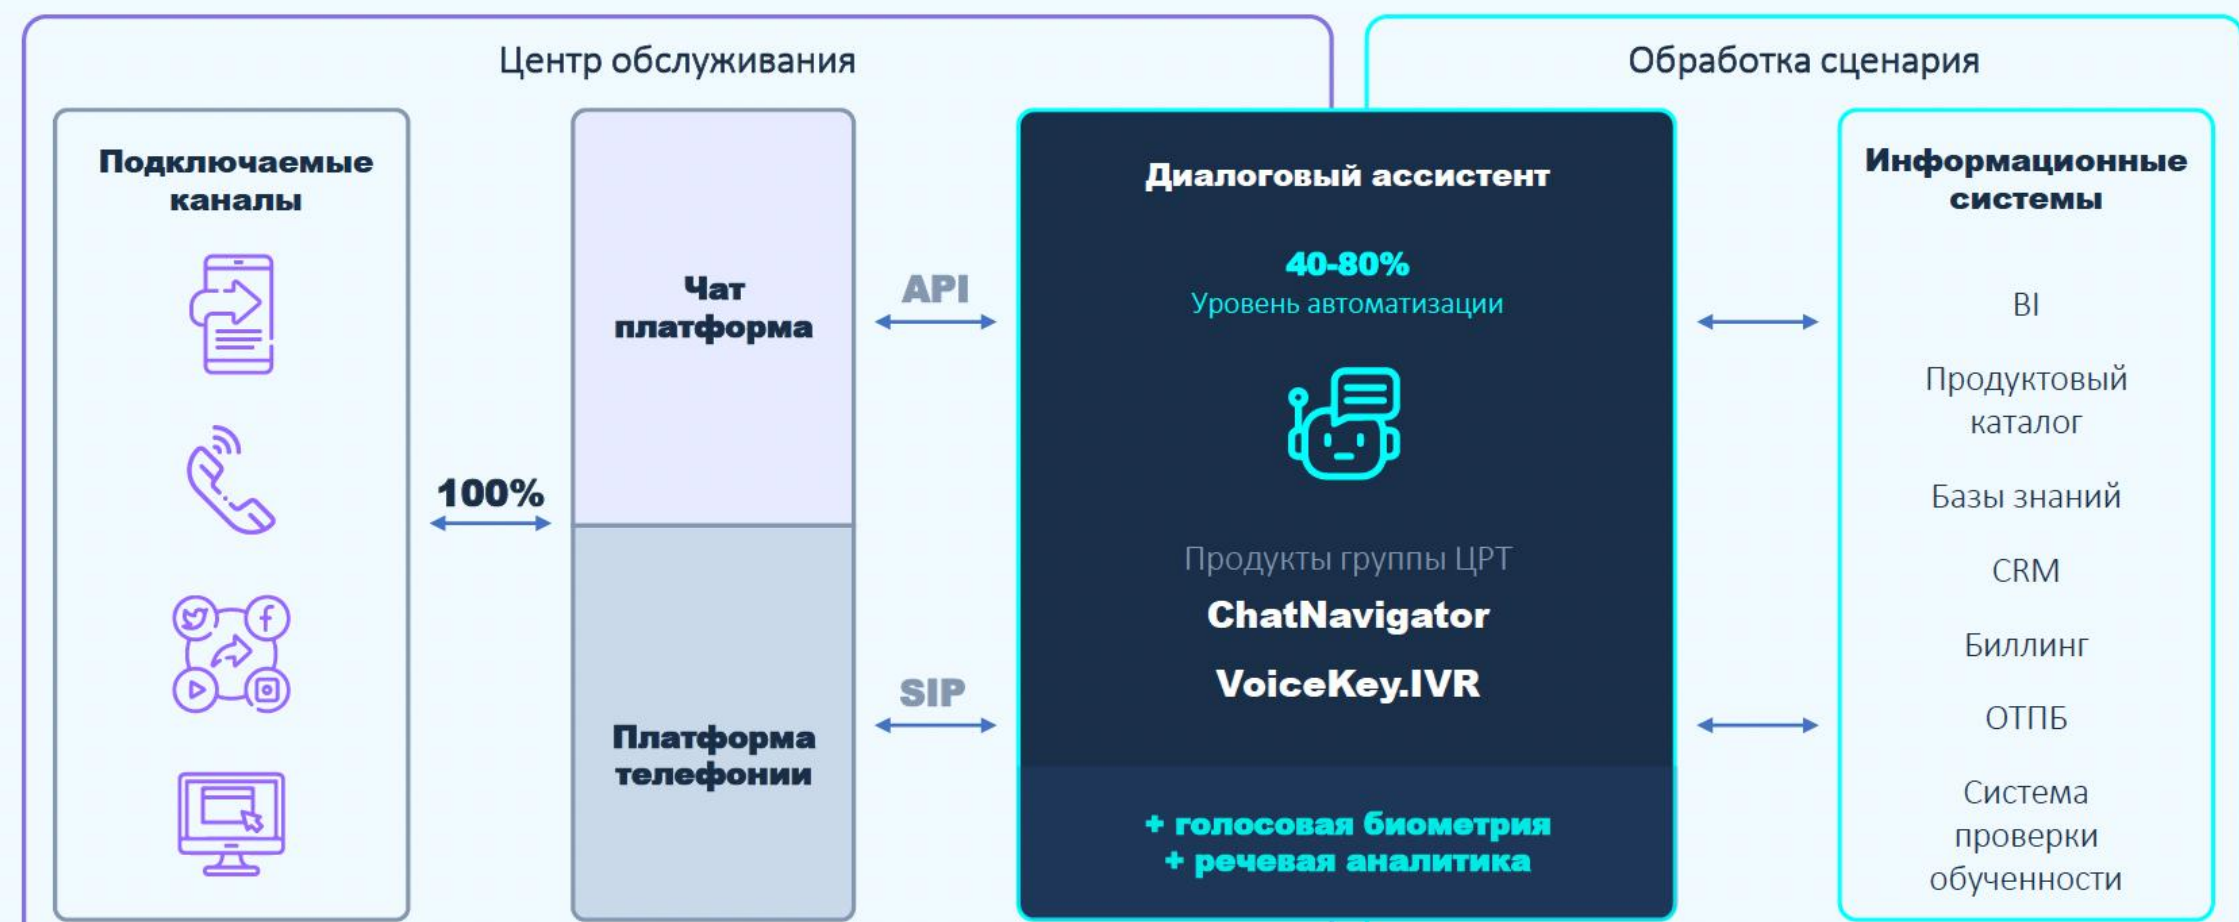 Центр обслуживания
Обработка сценария
Подключаемые
каналы
100%
Чат
платформа
Платформа
телефонии
API
SIP
Диалоговый ассистент
40-80%
Уровень автоматизации
Продукты группы ЦРТ
ChatNavigator
VoiceKey.IVR
+ голосовая биометрия
+ речевая аналитика
Информационные
системы
BI
Продуктовый
каталог
Базы знаний
CRM
Биллинг
ОТПБ
Система
проверки
обученности